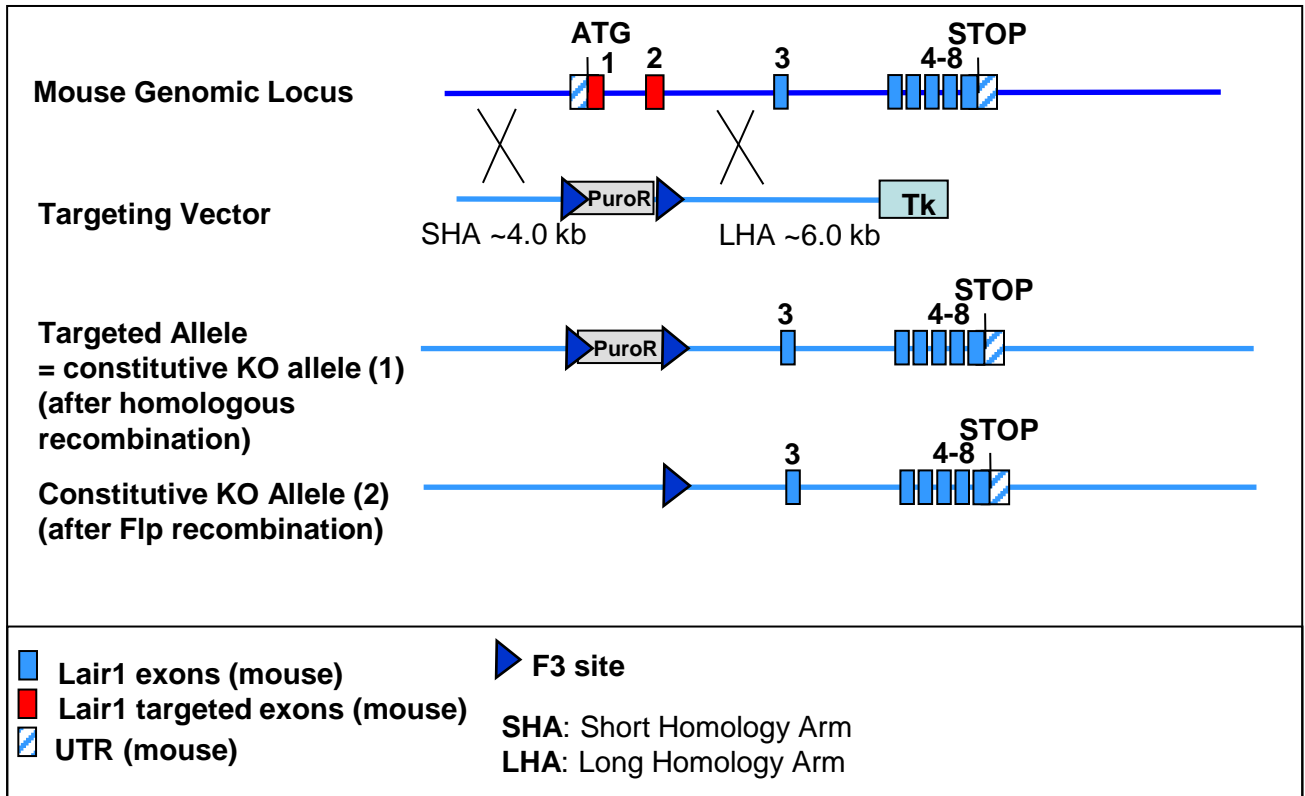 ATG
STOP
1
2
3
4-8
Mouse Genomic Locus
PuroR
Tk
Targeting Vector
SHA ~4.0 kb
LHA ~6.0 kb
STOP
3
4-8
Targeted Allele
= constitutive KO allele (1)
(after homologous
recombination)
PuroR
STOP
3
4-8
Constitutive KO Allele (2)
(after Flp recombination)
Lair1 exons (mouse)
Lair1 targeted exons (mouse)
UTR (mouse)
F3 site
SHA: Short Homology Arm
LHA: Long Homology Arm